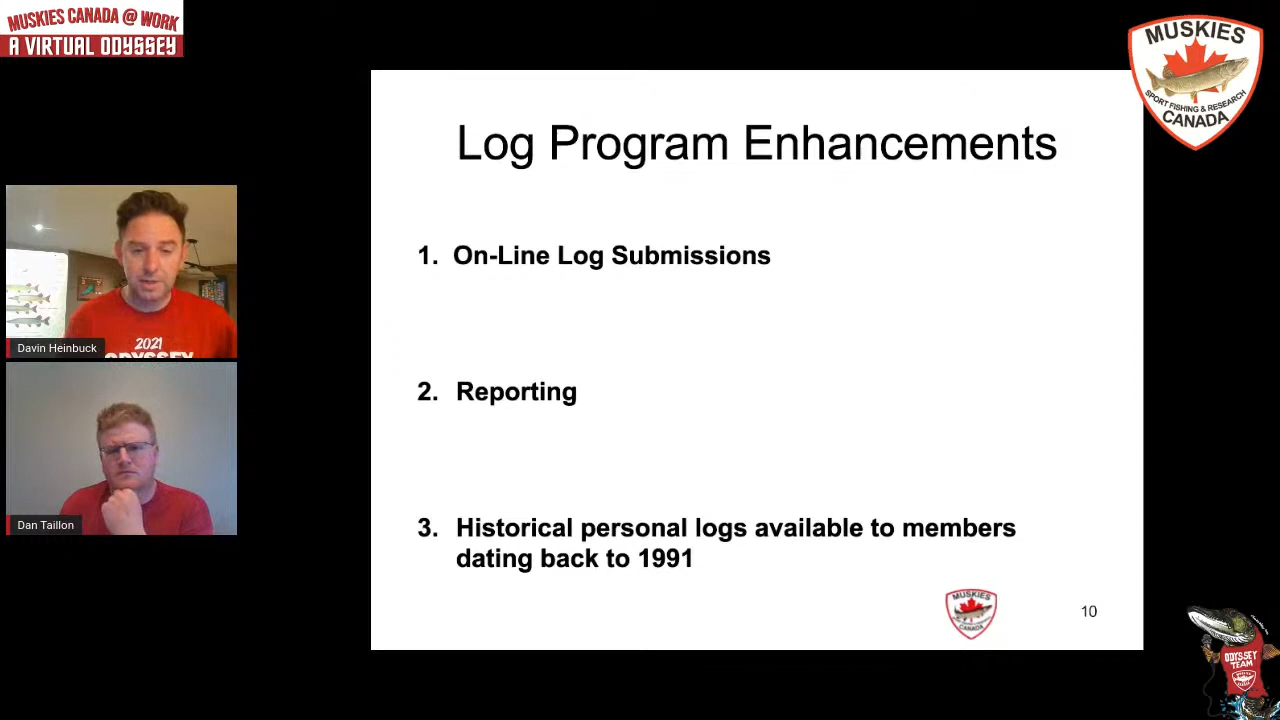 MUSKIES CANADA @ WORK
A VIRTUAL ODYSSEY
MUSKIES
SPORT FISHING & RESEARCH
CANADA
Log Program Enhancements
1. On-Line Log Submissions
2. Reporting
3. Historical personal logs available to members
dating back to 1991
MUSKIES
CANADA
10
2021
ODYSSEY
Davin Heinbuck
Dan Taillon
ODYSSEY
TEAM